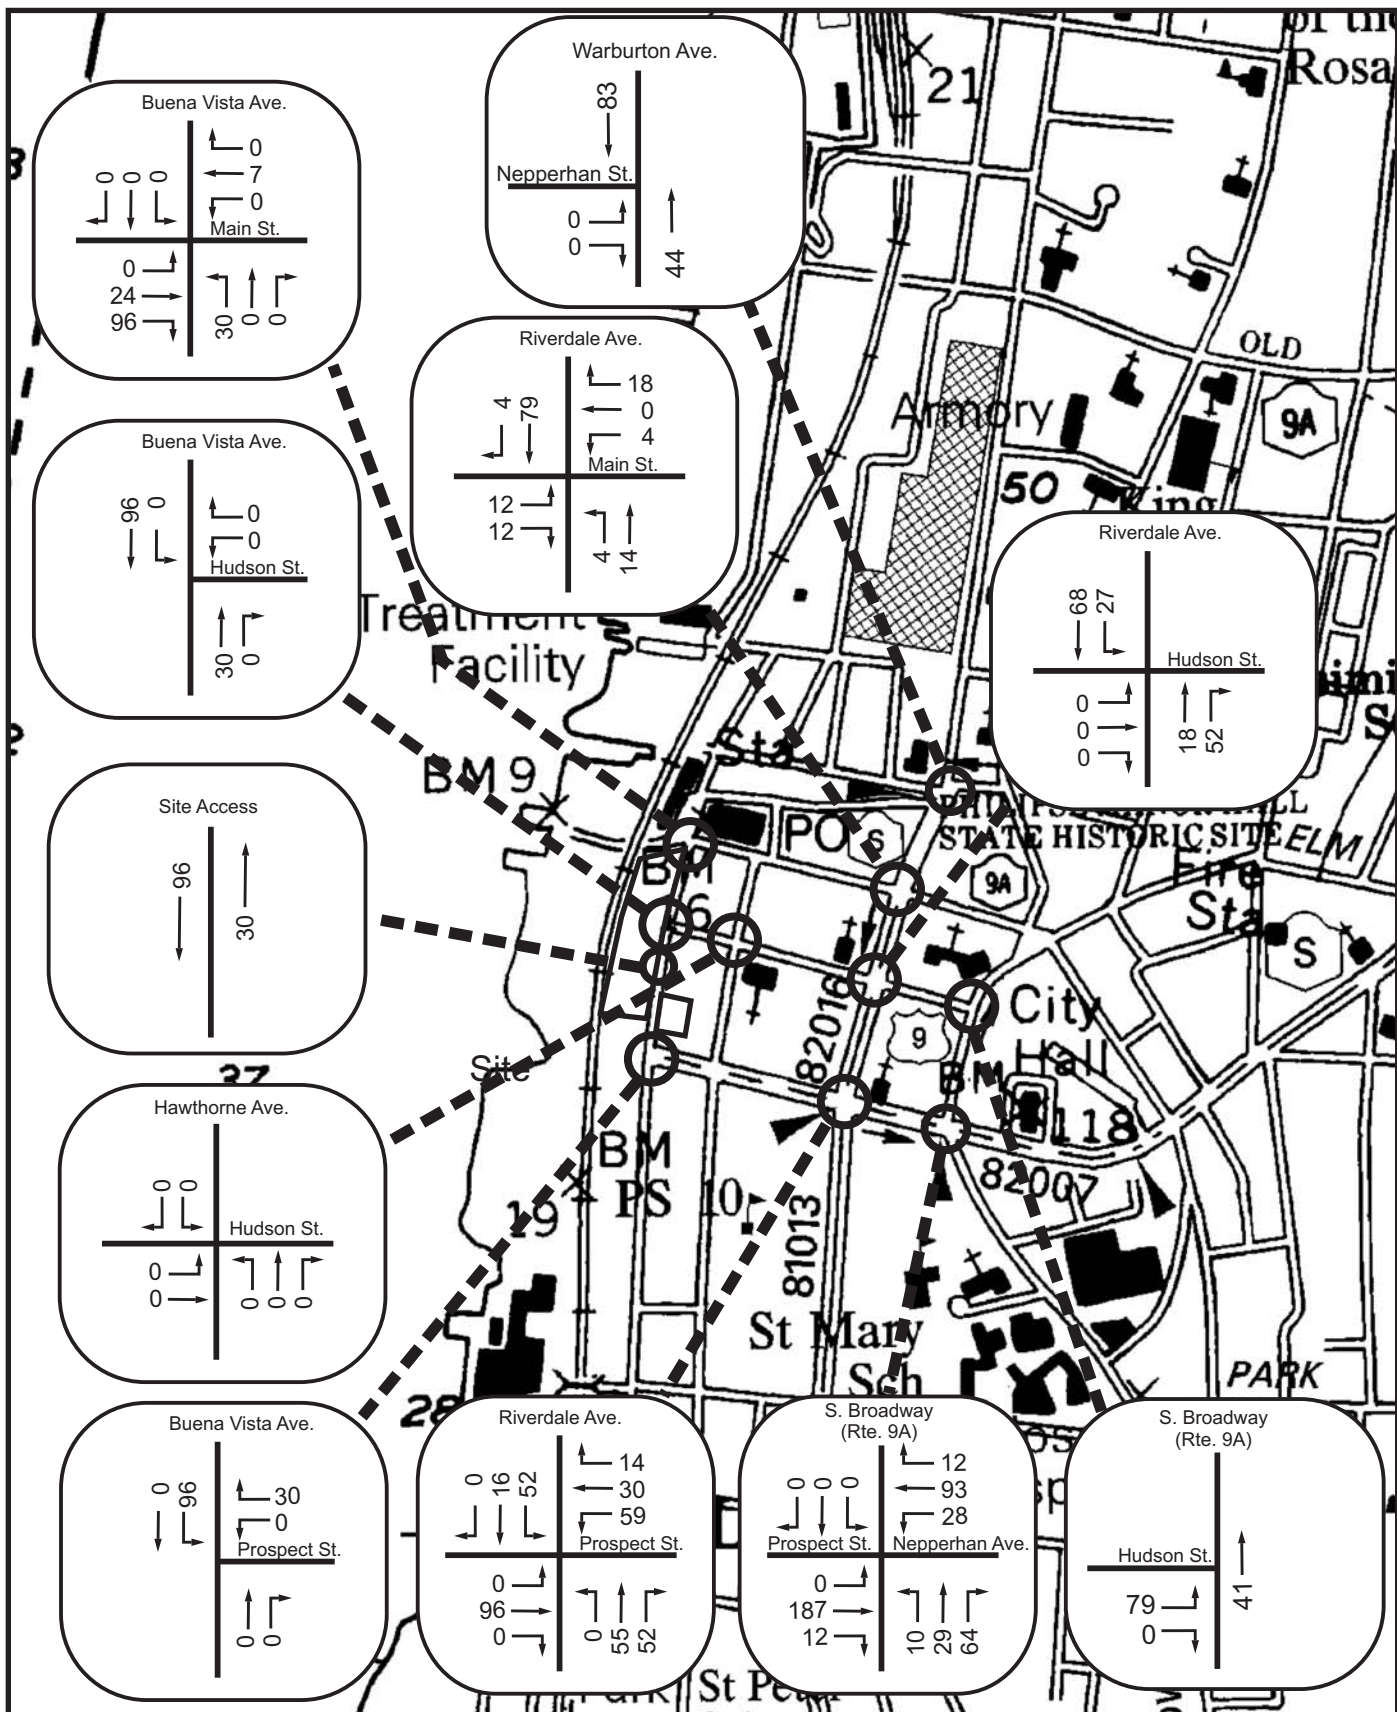 of the
Rosa
21
OLD
Armory
9A
50
King
Treatment
Facility
Sta
BM 9
PO
S
STATE HISTORIC SITE
ELM
BM
6
9A
Fire
Sta
S
82016
9
City
Hall
BM
118
37
Site
BM
19
PS
10
82007
81013
St Mary
Sch
PARK
28
Park
St Peter
Buena Vista Ave.
0
7
0
0
0
0
Main St.
0
24
96
30
0
0
Warburton Ave.
83
Nepperhan St.
0
0
44
Riverdale Ave.
4
79
18
0
4
Main St.
12
12
4
14
Buena Vista Ave.
96
0
0
0
Hudson St.
30
0
Riverdale Ave.
68
27
Hudson St.
0
0
0
18
52
Site Access
96
30
Hawthorne Ave.
0
0
Hudson St.
0
0
0
0
0
Buena Vista Ave.
0
96
30
0
Prospect St.
0
0
Riverdale Ave.
0
16
52
14
30
59
Prospect St.
0
96
0
0
55
52
S. Broadway
(Rte. 9A)
0
0
0
12
93
28
Prospect St.
Nepperhan Ave.
0
187
12
10
29
64
S. Broadway
(Rte. 9A)
Hudson St.
79
0
41